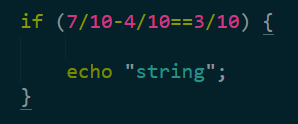 if (7/10-4/10==3/10) {
echo "string";
}